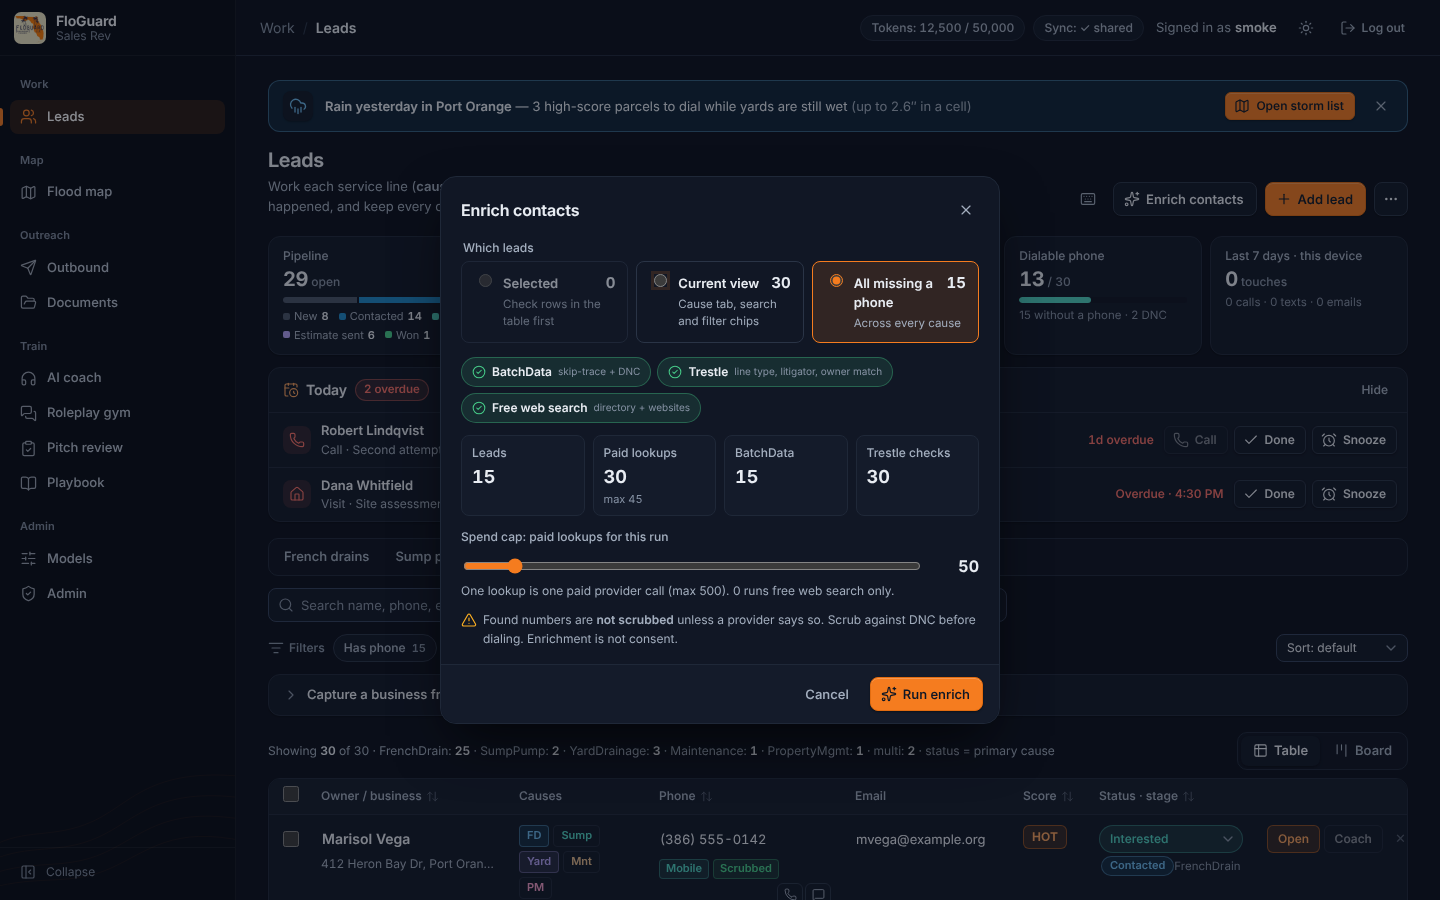 FloGuard
Sales Rev
Work / Leads
Tokens: 12,500 / 50,000
Sync: ✓ shared
Signed in as smoke
Log out
Work
Leads
Map
Flood map
Outreach
Outbound
Documents
Train
AI coach
Roleplay gym
Pitch review
Playbook
Admin
Models
Admin
Collapse
Rain yesterday in Port Orange — 3 high-score parcels to dial while yards are still wet (up to 2.6″ in a cell)
Open storm list
Leads
Work each service line (cau
happened, and keep every
Enrich contacts
Add lead
Pipeline
29 open
New 8
Contacted 14
Estimate sent 6
Won 1
Dialable phone
13 / 30
15 without a phone · 2 DNC
Last 7 days · this device
0 touches
0 calls · 0 texts · 0 emails
Today
2 overdue
Hide
Robert Lindqvist
Call · Second attempt
1d overdue
Call
Done
Snooze
Dana Whitfield
Visit · Site assessme
Overdue · 4:30 PM
Done
Snooze
French drains
Sump p
Search name, phone, e
Filters
Has phone 15
Sort: default
Capture a business fr
Enrich contacts
Which leads
Selected 0
Check rows in the
table first
Current view 30
Cause tab, search
and filter chips
All missing a 15
phone
Across every cause
BatchData skip-trace + DNC
Trestle line type, litigator, owner match
Free web search directory + websites
Leads
15
Paid lookups
30
max 45
BatchData
15
Trestle checks
30
Spend cap: paid lookups for this run
50
One lookup is one paid provider call (max 500). 0 runs free web search only.
Found numbers are not scrubbed unless a provider says so. Scrub against DNC before
dialing. Enrichment is not consent.
Cancel
Run enrich
Showing 30 of 30 · FrenchDrain: 25 · SumpPump: 2 · YardDrainage: 3 · Maintenance: 1 · PropertyMgmt: 1 · multi: 2 · status = primary cause
Table
Board
Owner / business
Causes
Phone
Email
Score
Status · stage
Marisol Vega
412 Heron Bay Dr, Port Oran...
FD
Sump
Yard
Mnt
PM
(386) 555-0142
Mobile
Scrubbed
mvega@example.org
HOT
Interested
Contacted FrenchDrain
Open
Coach